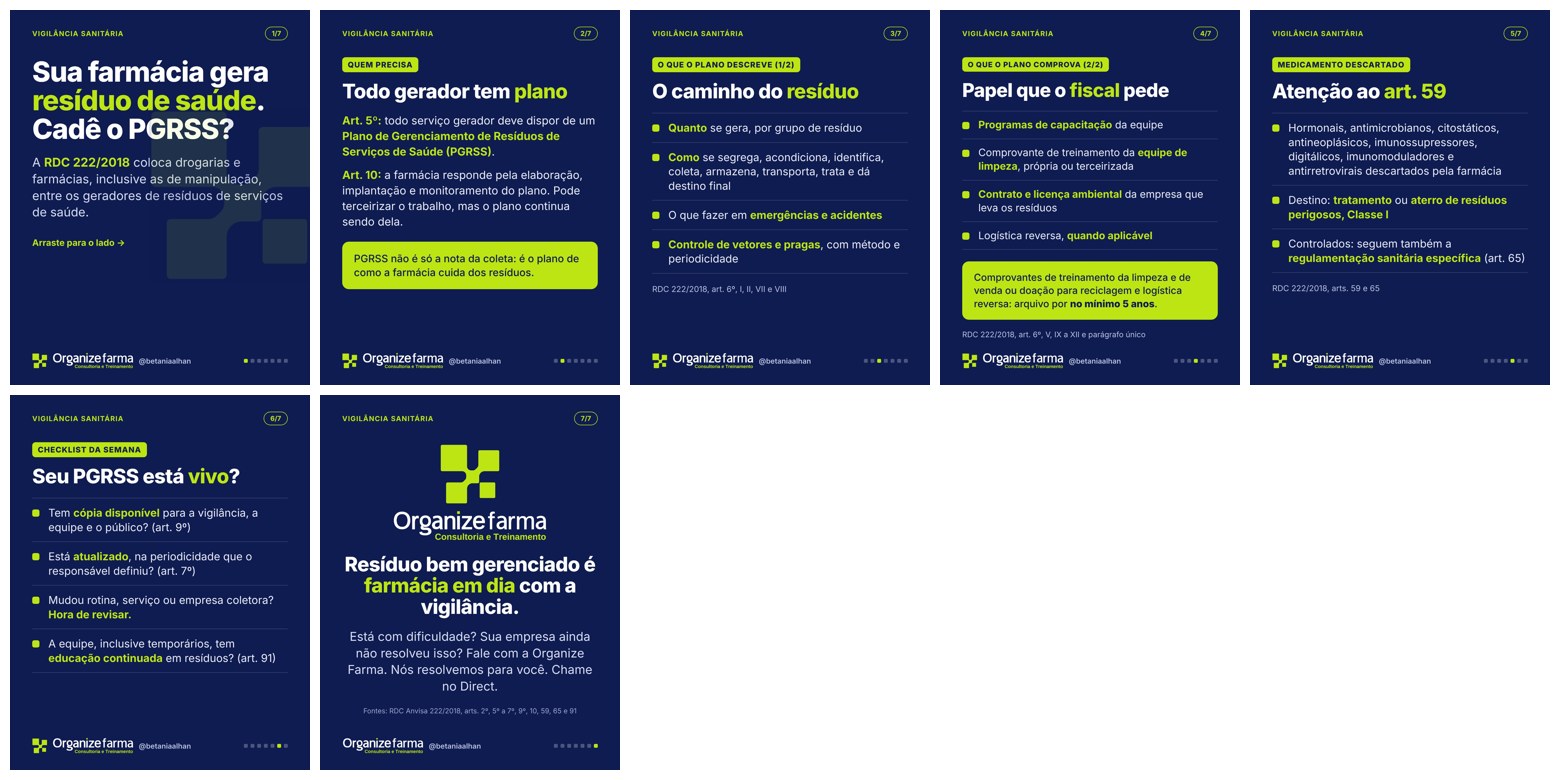 VIGILÂNCIA SANITÁRIA
1/7
Sua farmácia gera
resíduo de saúde.
Cadê o PGRSS?
A RDC 222/2018 coloca drogarias e
farmácias, inclusive as de manipulação,
entre os geradores de resíduos de serviços
de saúde.
Arraste para o lado →
Organizefarma
Consultoria e Treinamento
@betaniaalhan
VIGILÂNCIA SANITÁRIA
2/7
QUEM PRECISA
Todo gerador tem plano
Art. 5º: todo serviço gerador deve dispor de um
Plano de Gerenciamento de Resíduos de
Serviços de Saúde (PGRSS).
Art. 10: a farmácia responde pela elaboração,
implantação e monitoramento do plano. Pode
terceirizar o trabalho, mas o plano continua
sendo dela.
PGRSS não é só a nota da coleta: é o plano de
como a farmácia cuida dos resíduos.
Organizefarma
Consultoria e Treinamento
@betaniaalhan
VIGILÂNCIA SANITÁRIA
3/7
O QUE O PLANO DESCREVE (1/2)
O caminho do resíduo
Quanto se gera, por grupo de resíduo
Como se segrega, acondiciona, identifica,
coleta, armazena, transporta, trata e dá
destino final
O que fazer em emergências e acidentes
Controle de vetores e pragas, com método e
periodicidade
RDC 222/2018, art. 6º, I, II, VII e VIII
Organizefarma
Consultoria e Treinamento
@betaniaalhan
VIGILÂNCIA SANITÁRIA
4/7
O QUE O PLANO COMPROVA (2/2)
Papel que o fiscal pede
Programas de capacitação da equipe
Comprovante de treinamento da equipe de
limpeza, própria ou terceirizada
Contrato e licença ambiental da empresa que
leva os resíduos
Logística reversa, quando aplicável
Comprovantes de treinamento da limpeza e de
venda ou doação para reciclagem e logística
reversa: arquivo por no mínimo 5 anos.
RDC 222/2018, art. 6º, V, IX a XII e parágrafo único
Organizefarma
Consultoria e Treinamento
@betaniaalhan
VIGILÂNCIA SANITÁRIA
5/7
MEDICAMENTO DESCARTADO
Atenção ao art. 59
Hormonais, antimicrobianos, citostáticos,
antineoplásicos, imunossupressores,
digitálicos, imunomoduladores e
antirretrovirais descartados pela farmácia
Destino: tratamento ou aterro de resíduos
perigosos, Classe I
Controlados: seguem também a
regulamentação sanitária específica (art. 65)
RDC 222/2018, arts. 59 e 65
Organizefarma
Consultoria e Treinamento
@betaniaalhan
VIGILÂNCIA SANITÁRIA
6/7
CHECKLIST DA SEMANA
Seu PGRSS está vivo?
Tem cópia disponível para a vigilância, a
equipe e o público? (art. 9º)
Está atualizado, na periodicidade que o
responsável definiu? (art. 7º)
Mudou rotina, serviço ou empresa coletora?
Hora de revisar.
A equipe, inclusive temporários, tem
educação continuada em resíduos? (art. 91)
Organizefarma
Consultoria e Treinamento
@betaniaalhan
VIGILÂNCIA SANITÁRIA
7/7
Organizefarma
Consultoria e Treinamento
Resíduo bem gerenciado é
farmácia em dia com a
vigilância.
Está com dificuldade? Sua empresa ainda
não resolveu isso? Fale com a Organize
Farma. Nós resolvemos para você. Chame
no Direct.
Fontes: RDC Anvisa 222/2018, arts. 2º, 5º a 7º, 9º, 10, 59, 65 e 91
Organizefarma
Consultoria e Treinamento
@betaniaalhan